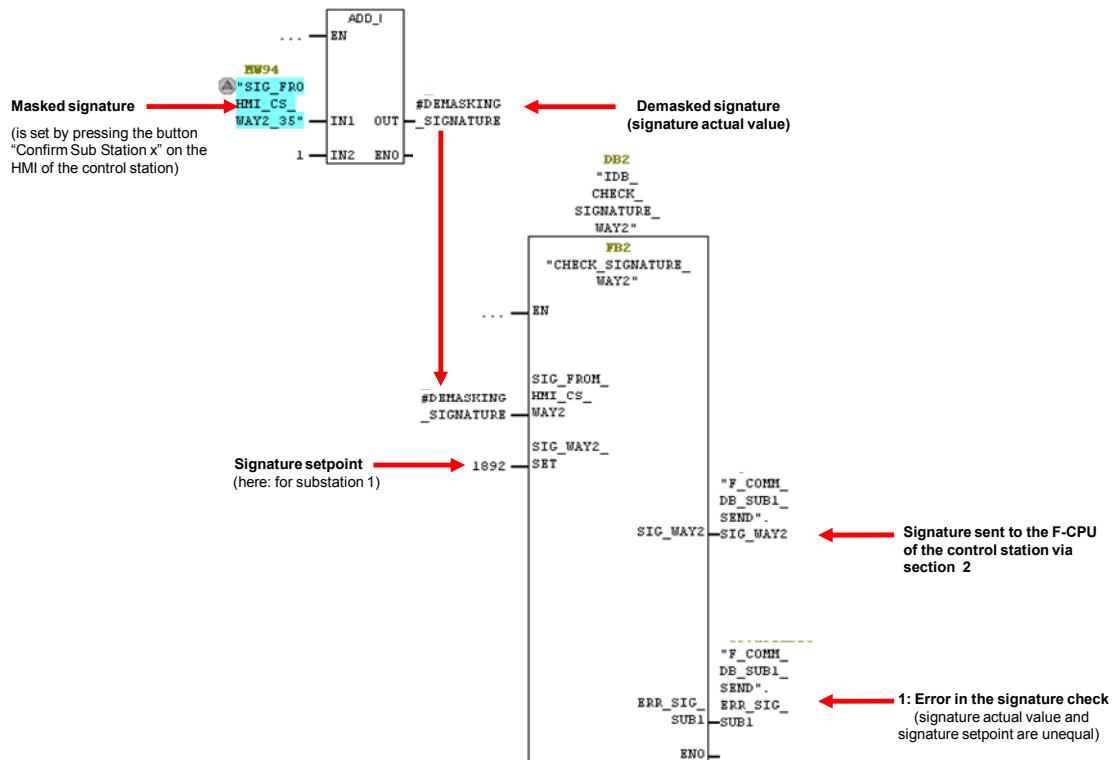 ADD_I
... EN
MW94
"SIG_FRO
HMI_CS_
WAY2_35" IN1 OUT
#DEMASKING
_SIGNATURE
1 IN2 ENO
Masked signature
(is set by pressing the button
“Confirm Sub Station x” on the
HMI of the control station)
Demasked signature
(signature actual value)
DB2
"IDB_
CHECK_
SIGNATURE_
WAY2"
FB2
"CHECK_SIGNATURE_
WAY2"
... EN
#DEMASKING
_SIGNATURE
SIG_FROM_
HMI_CS_
WAY2
Signature setpoint
(here: for substation 1)
1892
SIG_WAY2_
SET
SIG_WAY2
"F_COMM_
DB_SUB1_
SEND".
SIG_WAY2
Signature sent to the F-CPU
of the control station via
section 2
ERR_SIG_
SUB1
"F_COMM_
DB_SUB1_
SEND".
ERR_SIG_
SUB1
1: Error in the signature check
(signature actual value and
signature setpoint are unequal)
ENO